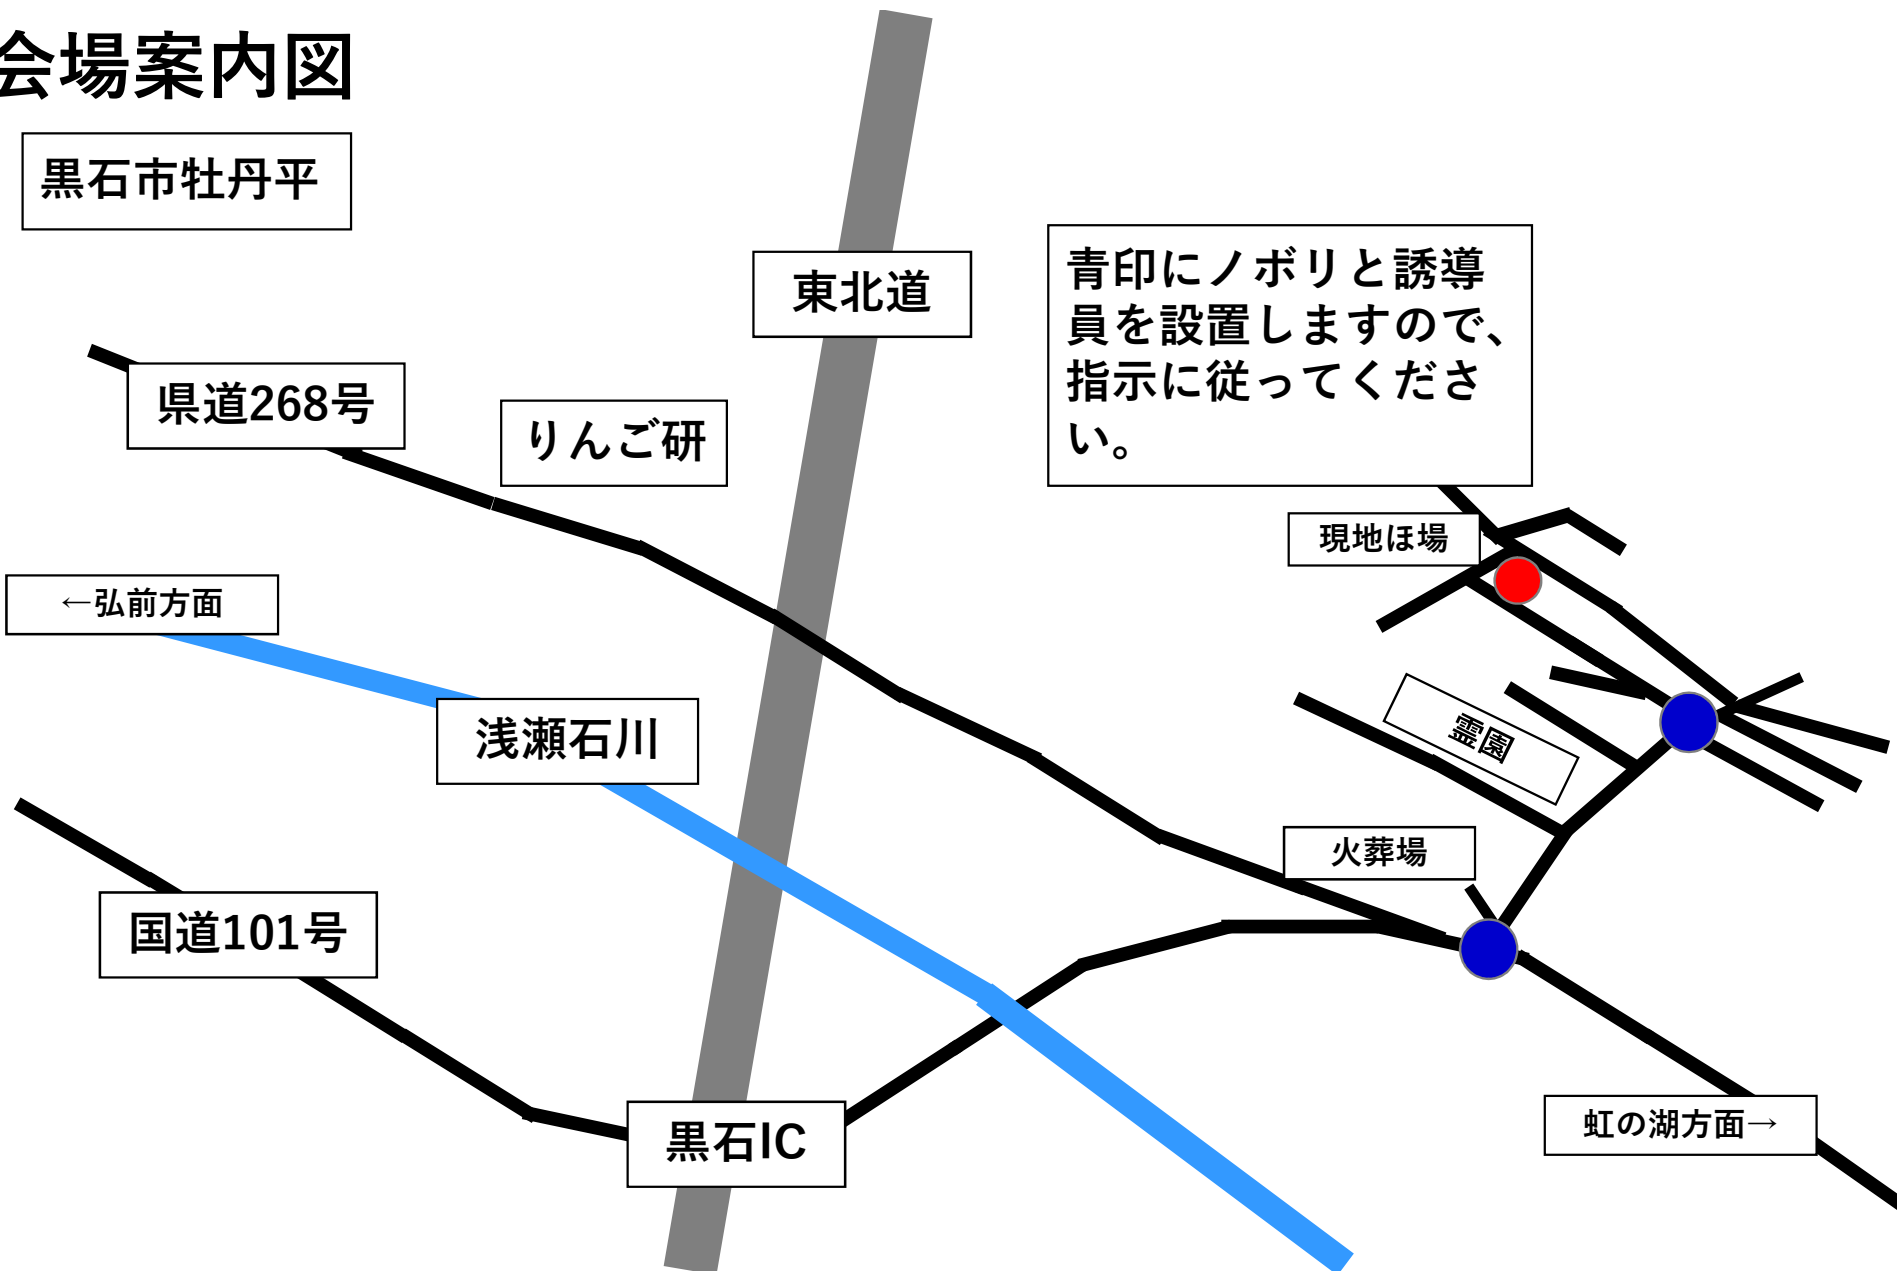 会場案内図
黒石市牡丹平
東北道
青印にノボリと誘導
員を設置しますので、
指示に従ってくださ
い。
県道268号
りんご研
現地ほ場
←弘前方面
浅瀬石川
霊園
火葬場
国道101号
黒石IC
虹の湖方面→